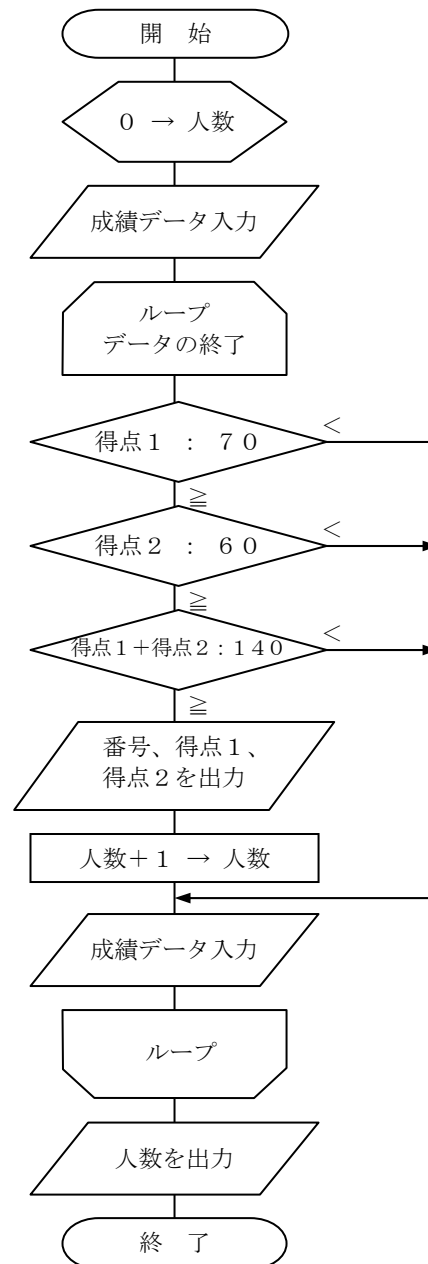 開　始
０ → 人数
成績データ入力
ループ
データの終了
得点１　：　７０
＜
≧
得点２　：　６０
＜
≧
得点１＋得点２：１４０
＜
≧
番号、得点１、
得点２を出力
人数＋１ → 人数
成績データ入力
ループ
人数を出力
終　了